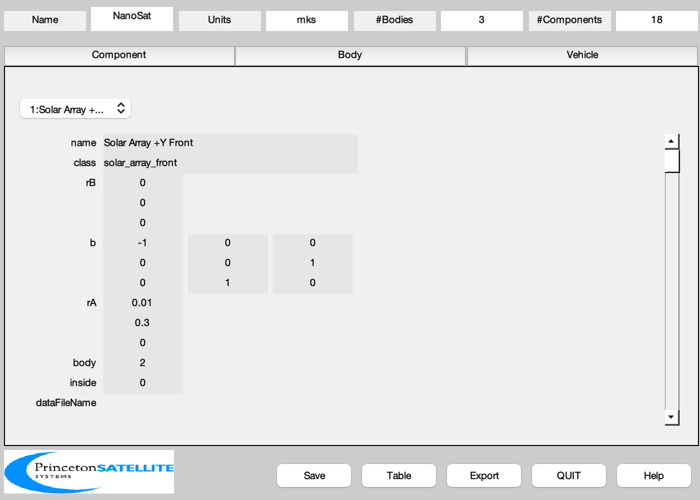 Name NanoSat Units mks #Bodies 3 #Components 18
Component Body Vehicle
1:Solar Array +...
name Solar Array +Y Front
class solar_array_front
rB 0
0
0
b -1 0 0
0 0 1
0 1 0
rA 0.01
0.3
0
body 2
inside 0
dataFileName
PrincetonSATELLITE
SYSTEMS
Save Table Export QUIT Help